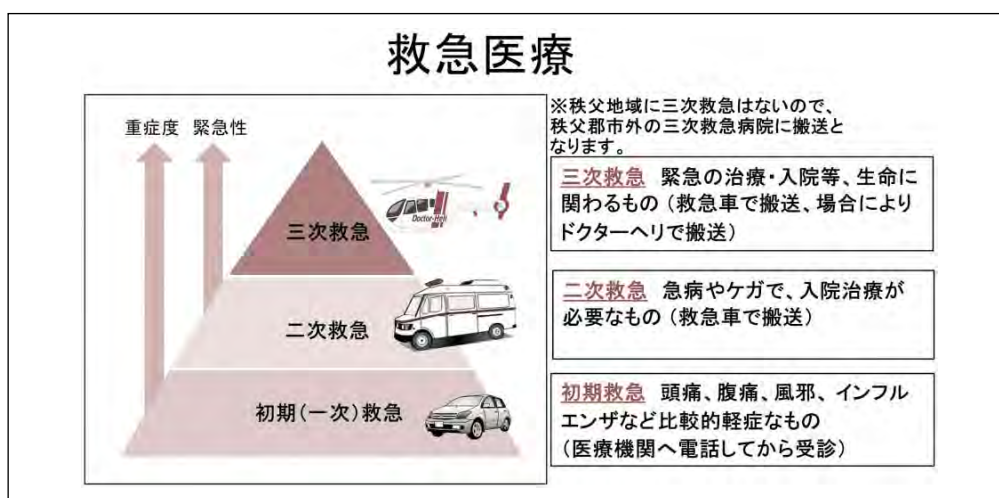 救急医療
重症度 緊急性
三次救急
Doctor-Heli
二次救急
初期(一次)救急
※秩父地域に三次救急はないので、
秩父郡市外の三次救急病院に搬送と
なります。
三次救急 緊急の治療・入院等、生命に
関わるもの(救急車で搬送、場合により
ドクターヘリで搬送)
二次救急 急病やケガで、入院治療が
必要なもの(救急車で搬送)
初期救急 頭痛、腹痛、風邪、インフル
エンザなど比較的軽症なもの
(医療機関へ電話してから受診)